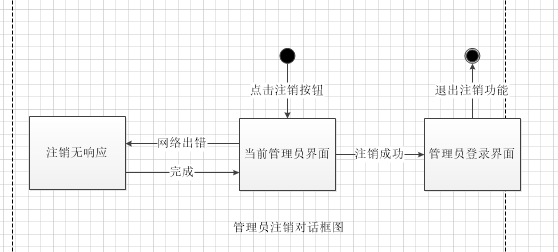 点击注销按钮
退出注销功能
注销无响应
网络出错
完成
当前管理员界面
注销成功
管理员登录界面
管理员注销对话框图